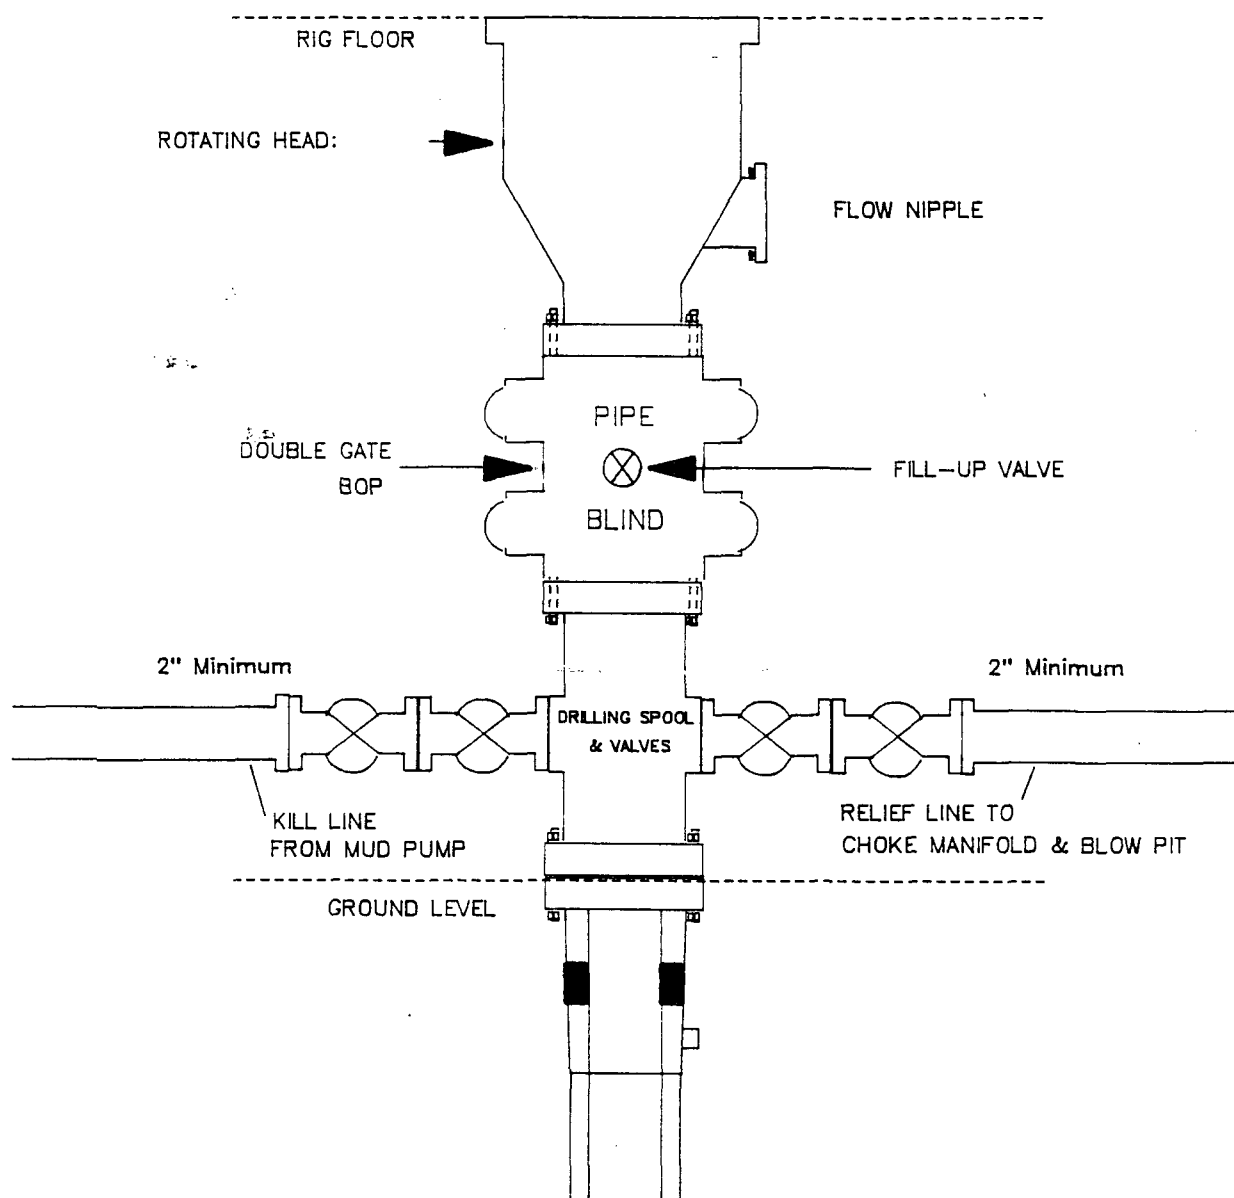 RIG FLOOR
ROTATING HEAD:
FLOW NIPPLE
PIPE
DOUBLE GATE
BOP
FILL-UP VALVE
BLIND
2" Minimum
2" Minimum
DRILLING SPOOL
& VALVES
KILL LINE
FROM MUD PUMP
RELIEF LINE TO
CHOKE MANIFOLD & BLOW PIT
GROUND LEVEL